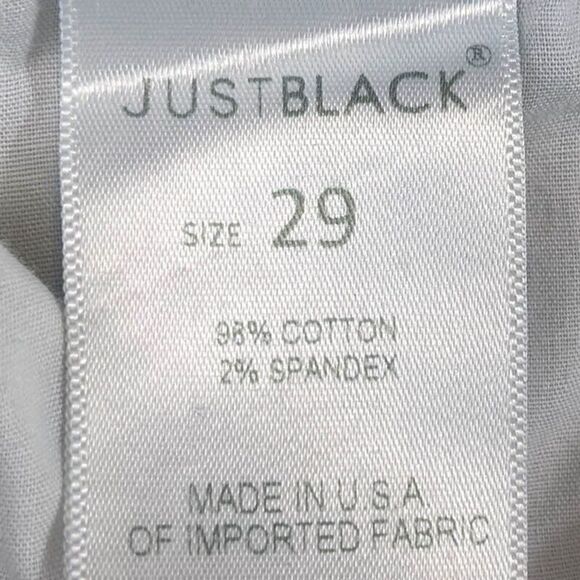 JUSTBLACK®
SIZE 29
98% COTTON
2% SPANDEX
MADE IN U.S.A
OF IMPORTED FABRIC